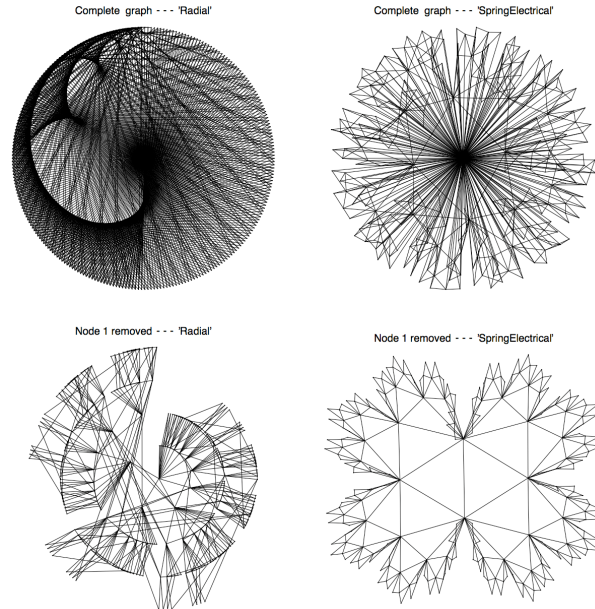 Complete graph - - - 'Radial'
Complete graph - - - 'SpringElectrical'
Node 1 removed - - - 'Radial'
Node 1 removed - - - 'SpringElectrical'